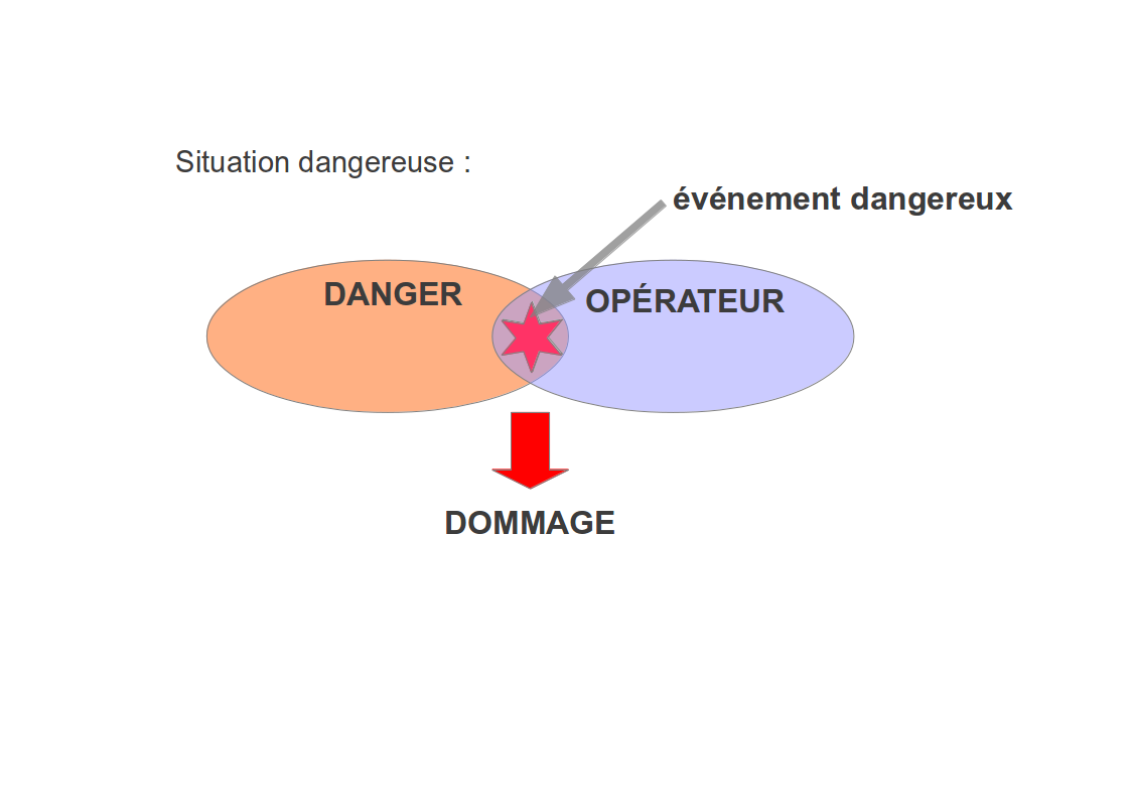 Situation dangereuse :
événement dangereux
DANGER
OPÉRATEUR
DOMMAGE